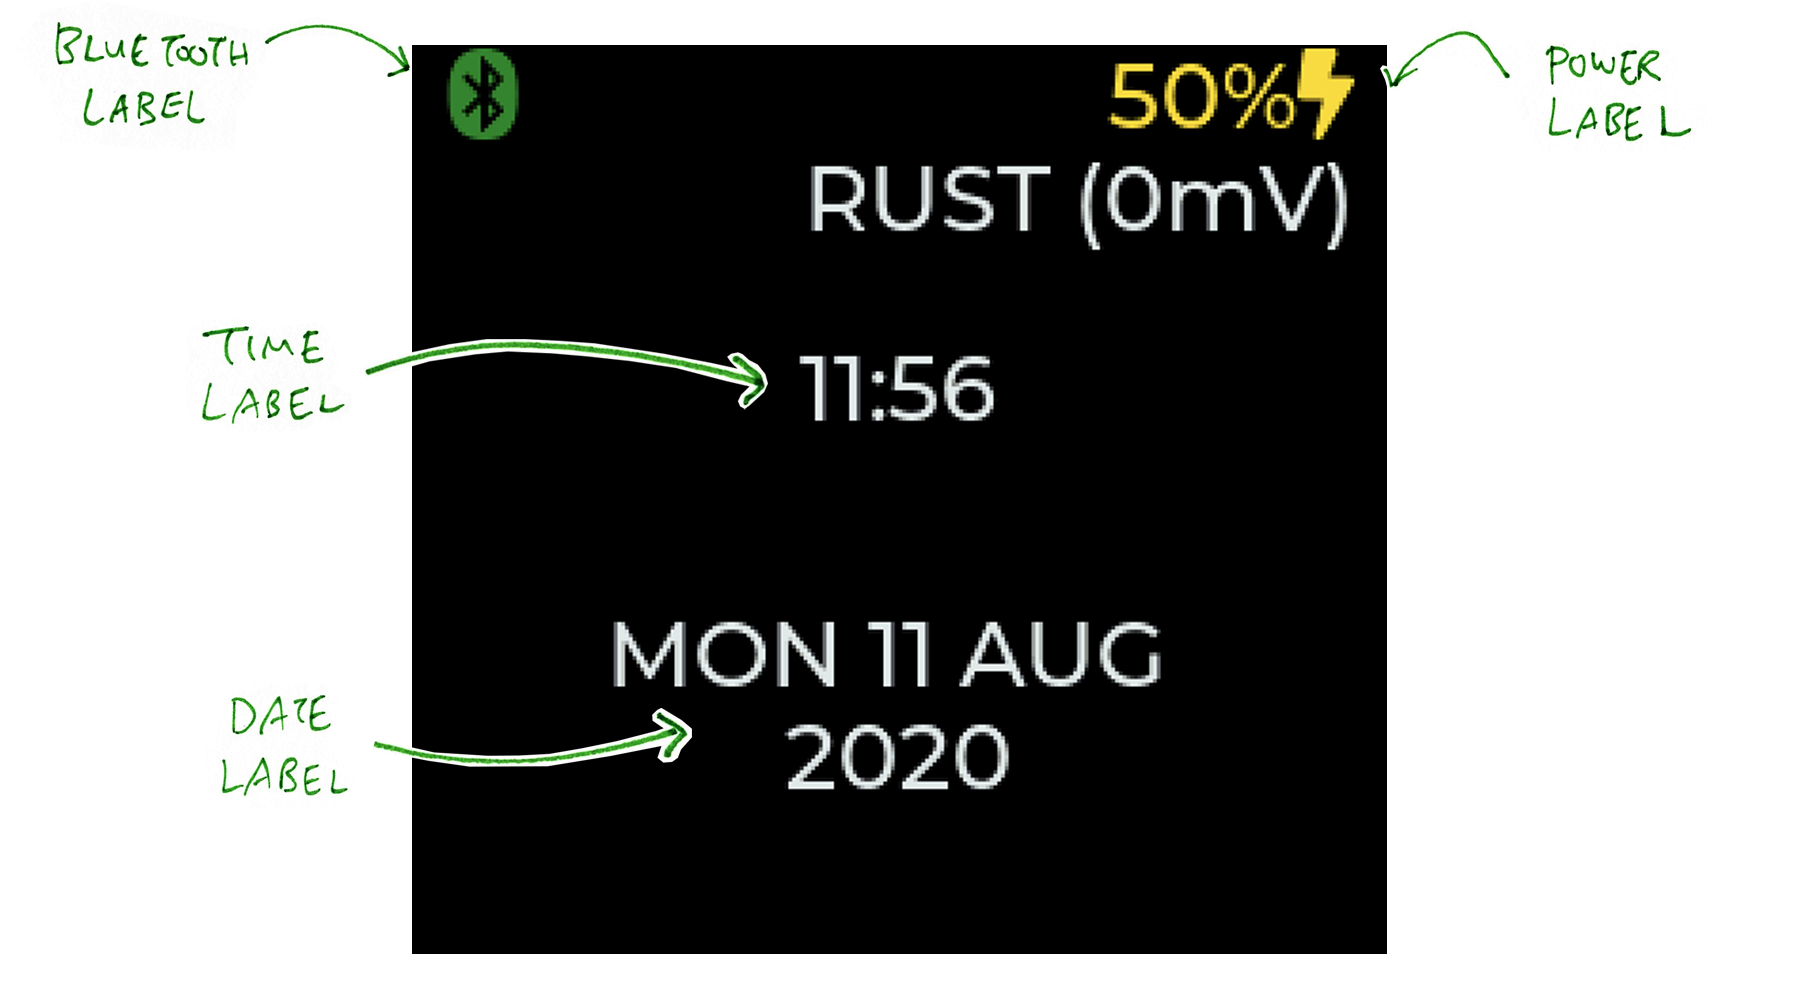 BLUETOOTH
LABEL
50%
POWER
LABEL
RUST (0mV)
TIME
LABEL
11:56
MON 11 AUG
2020
DATE
LABEL